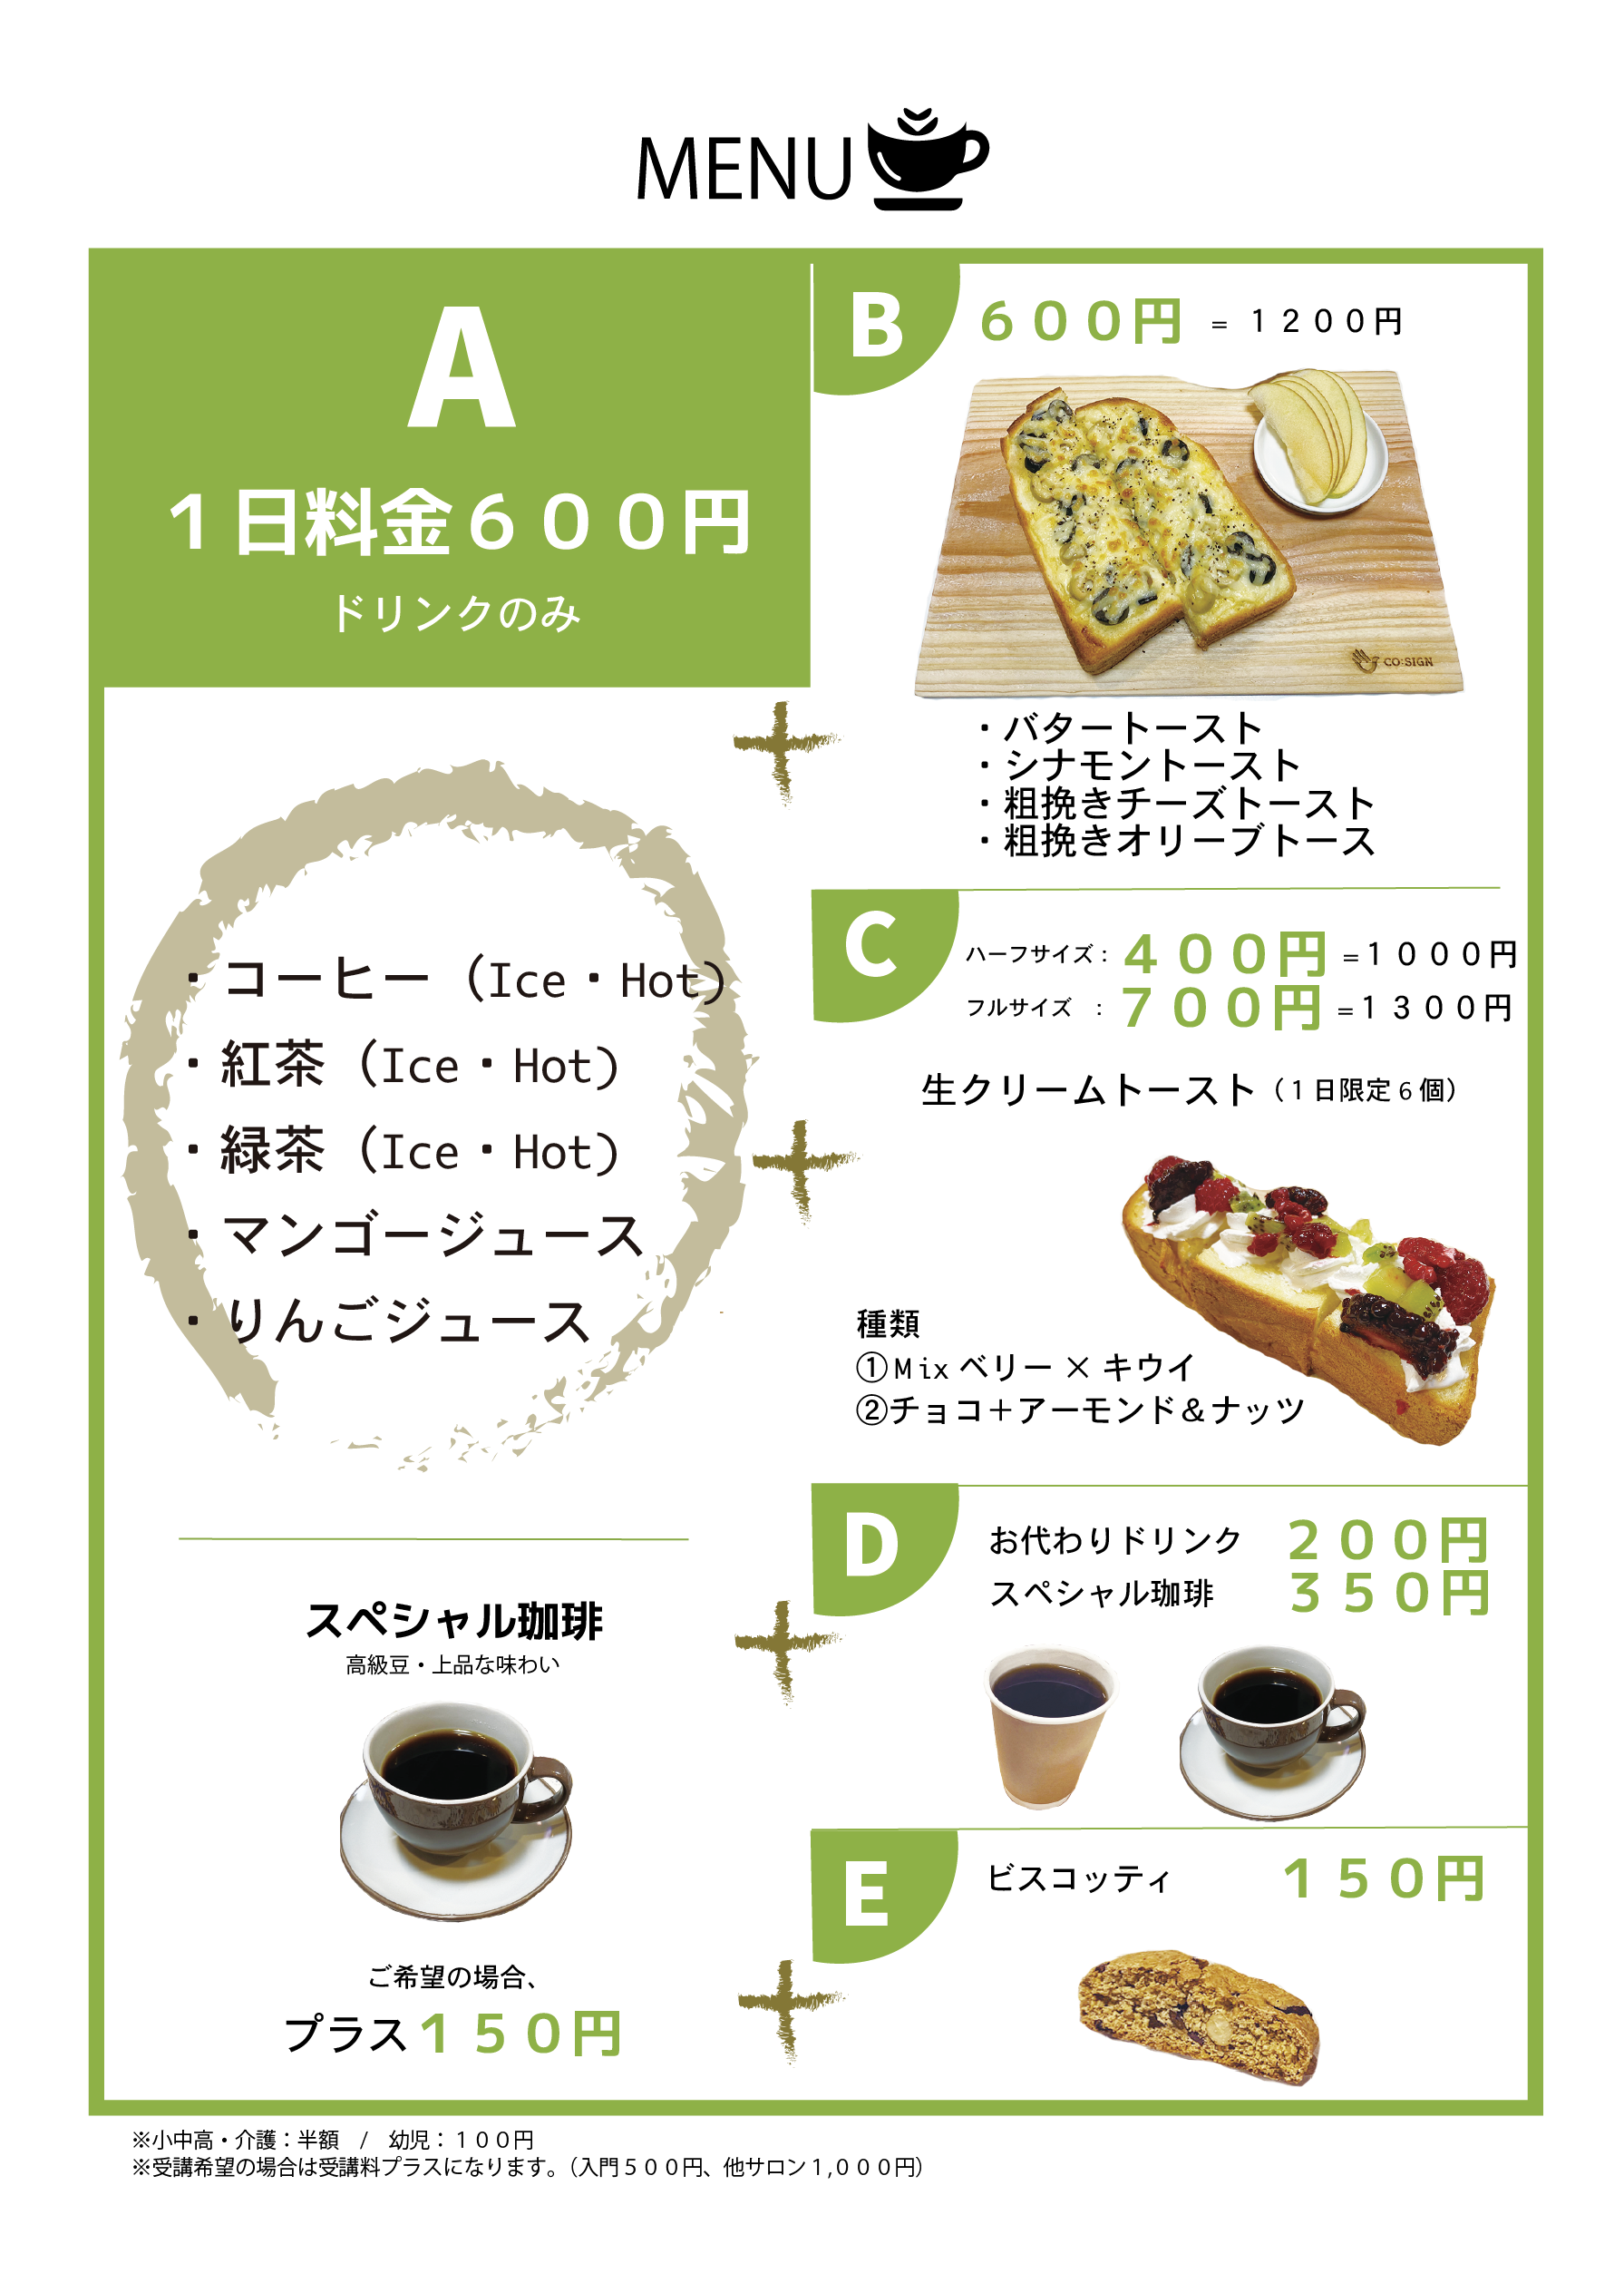 MENU
A
1日料金600円
ドリンクのみ
・コーヒー（Ice・Hot）
・紅茶（Ice・Hot）
・緑茶（Ice・Hot）
・マンゴージュース
・りんごジュース
スペシャル珈琲
高級豆・上品な味わい
ご希望の場合、
プラス150円
B
600円 = 1200円
CO:SIGN
・バタートースト
・シナモントースト
・粗挽きチーズトースト
・粗挽きオリーブトース
C
ハーフサイズ：400円 =1000円
フルサイズ ：700円 =1300円
生クリームトースト（1日限定6個）
種類
①Mixベリー×キウイ
②チョコ＋アーモンド＆ナッツ
D
お代わりドリンク 200円
スペシャル珈琲 350円
E
ビスコッティ 150円
※小中高・介護：半額 / 幼児：100円
※受講希望の場合は受講料プラスになります。（入門500円、他サロン1,000円）